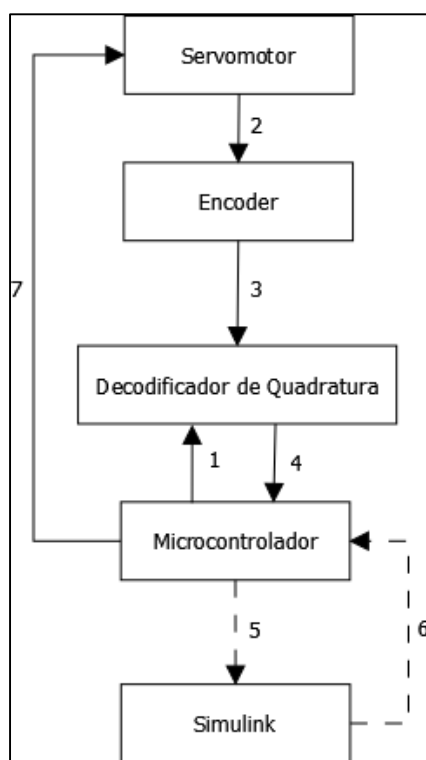 Servomotor
2
Encoder
7
3
Decodificador de Quadratura
1
4
Microcontrolador
5
6
Simulink